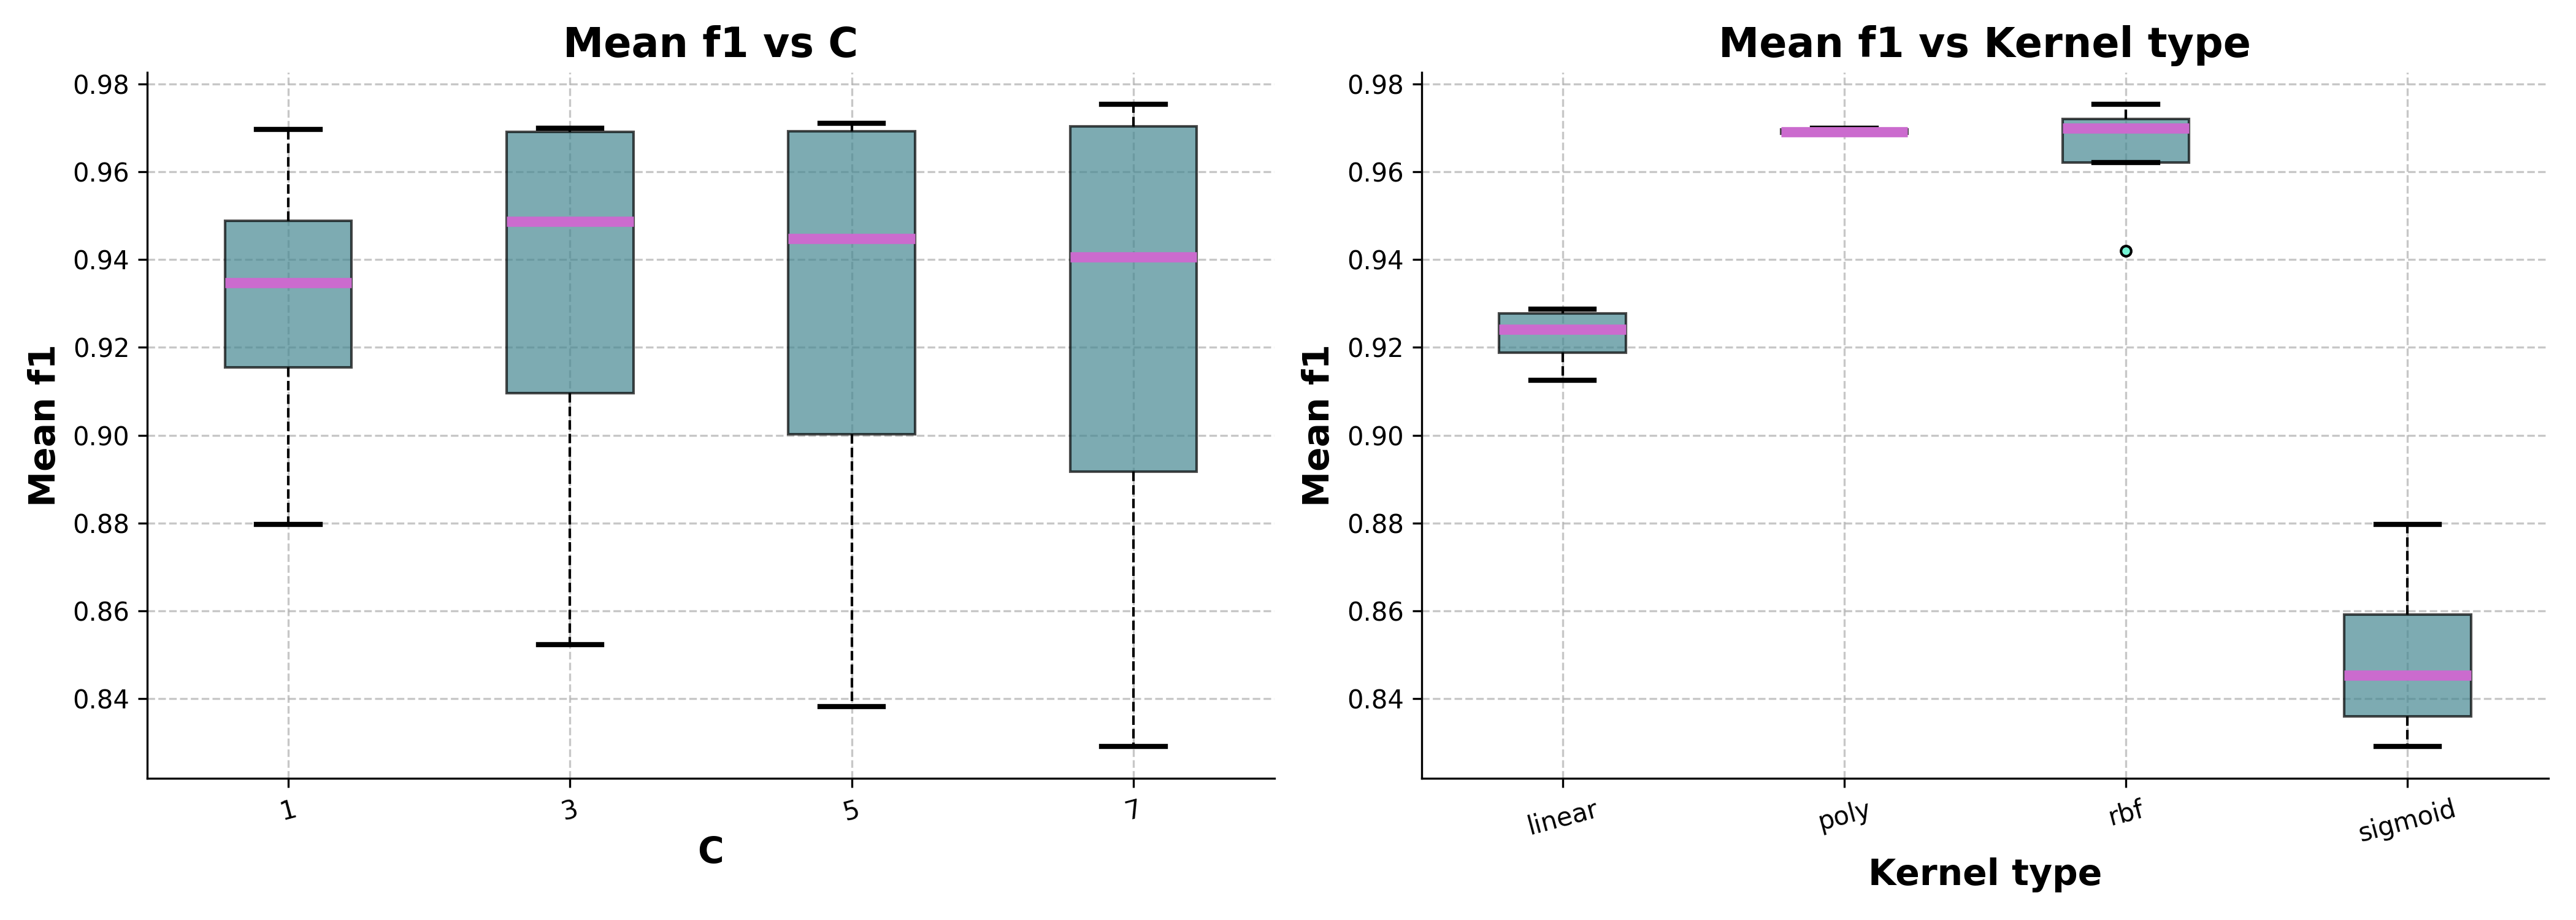 Mean f1 vs C
0.98
0.96
0.94
0.92
0.90
0.88
0.86
0.84
Mean f1
1 3 5 7
C
Mean f1 vs Kernel type
0.98
0.96
0.94
0.92
0.90
0.88
0.86
0.84
Mean f1
linear poly rbf sigmoid
Kernel type